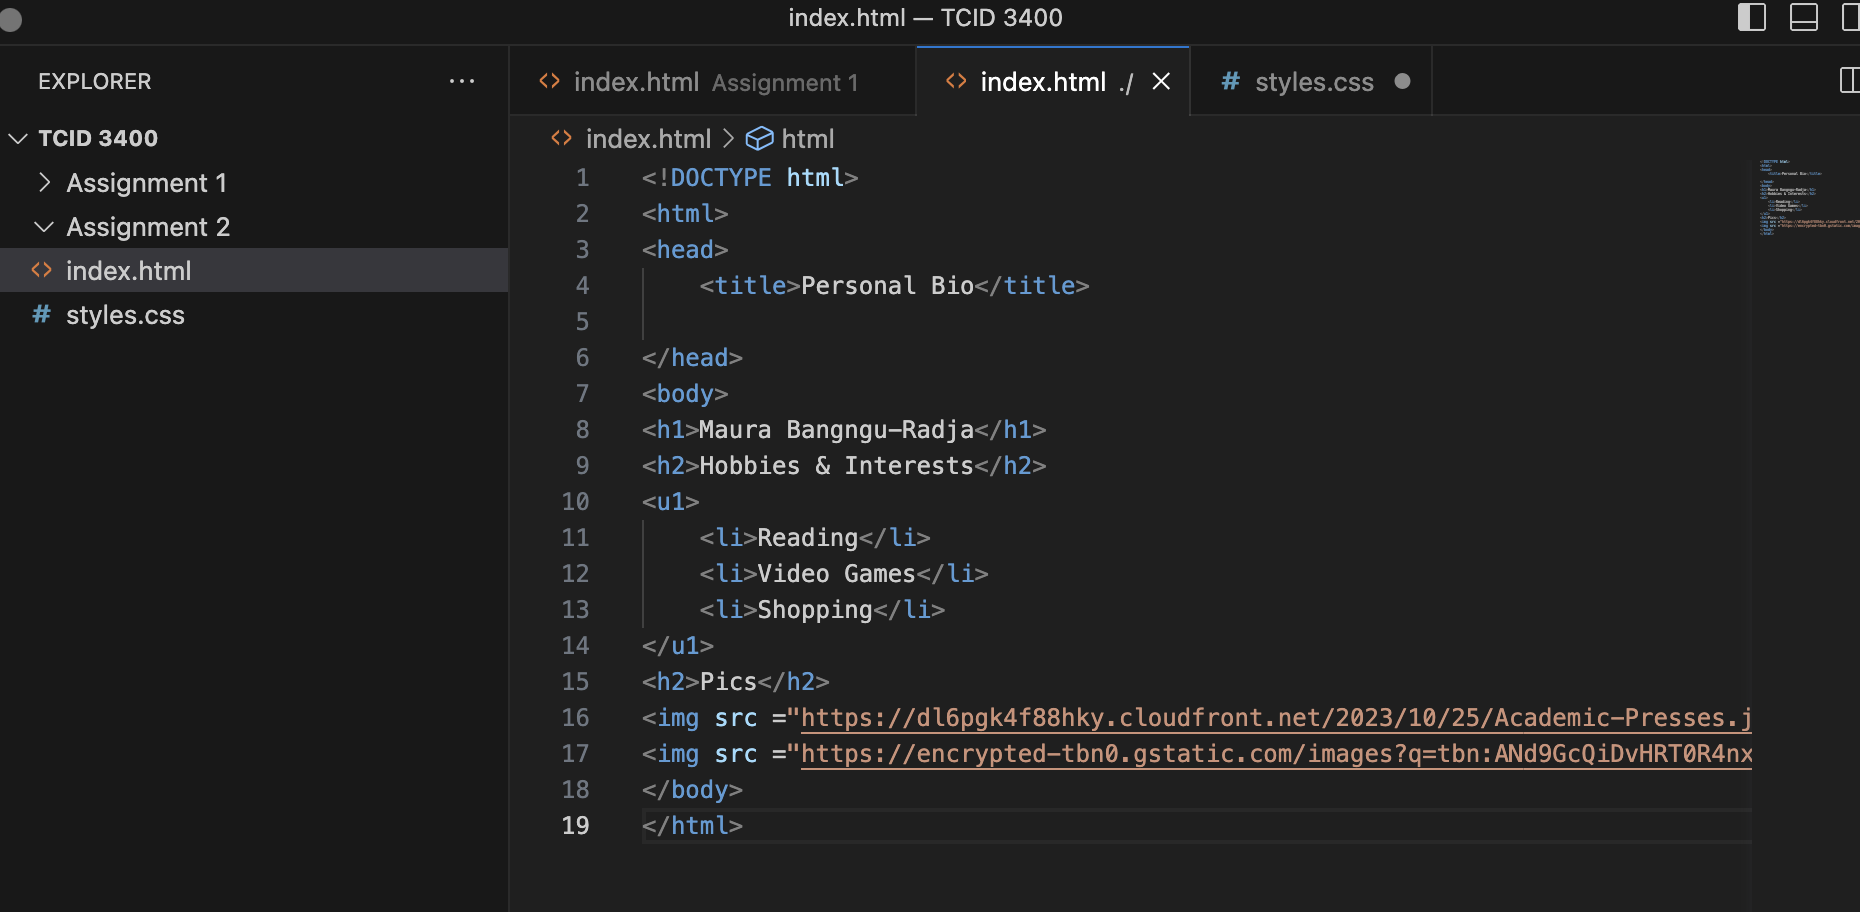 index.html — TCID 3400
EXPLORER ...
TCID 3400
Assignment 1
Assignment 2
index.html
# styles.css
index.html Assignment 1
index.html ./
# styles.css
index.html > html
1 <!DOCTYPE html>
2 <html>
3 <head>
4 <title>Personal Bio</title>
5
6 </head>
7 <body>
8 <h1>Maura Bangngu-Radja</h1>
9 <h2>Hobbies & Interests</h2>
10 <u1>
11 <li>Reading</li>
12 <li>Video Games</li>
13 <li>Shopping</li>
14 </u1>
15 <h2>Pics</h2>
16 <img src ="https://dl6pgk4f88hky.cloudfront.net/2023/10/25/Academic-Presses.j
17 <img src ="https://encrypted-tbn0.gstatic.com/images?q=tbn:ANd9GcQiDvHRT0R4nx
18 </body>
19 </html>